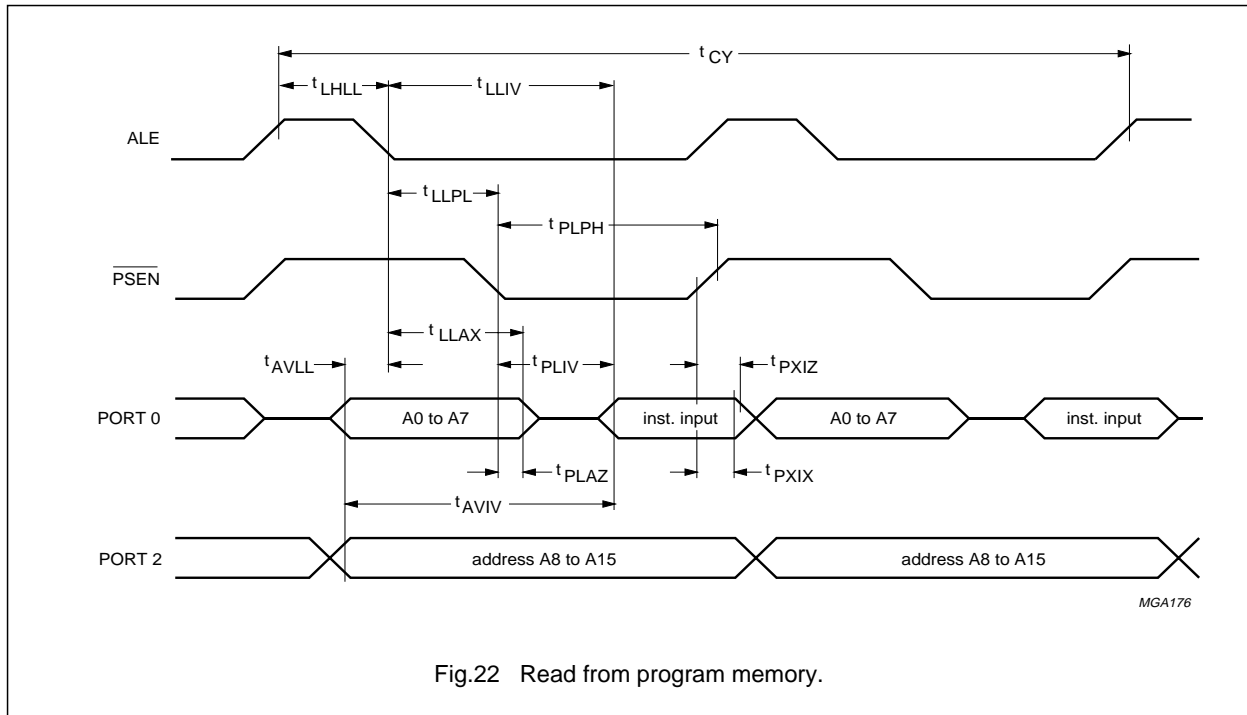 t CY
t LHLL t LLIV
ALE
t LLPL
t PLPH
PSEN
t LLAX
t AVLL t PLIV t PXIZ
PORT 0 A0 to A7 inst. input A0 to A7 inst. input
t PLAZ t PXIX
t AVIV
PORT 2 address A8 to A15 address A8 to A15
MGA176
Fig.22 Read from program memory.